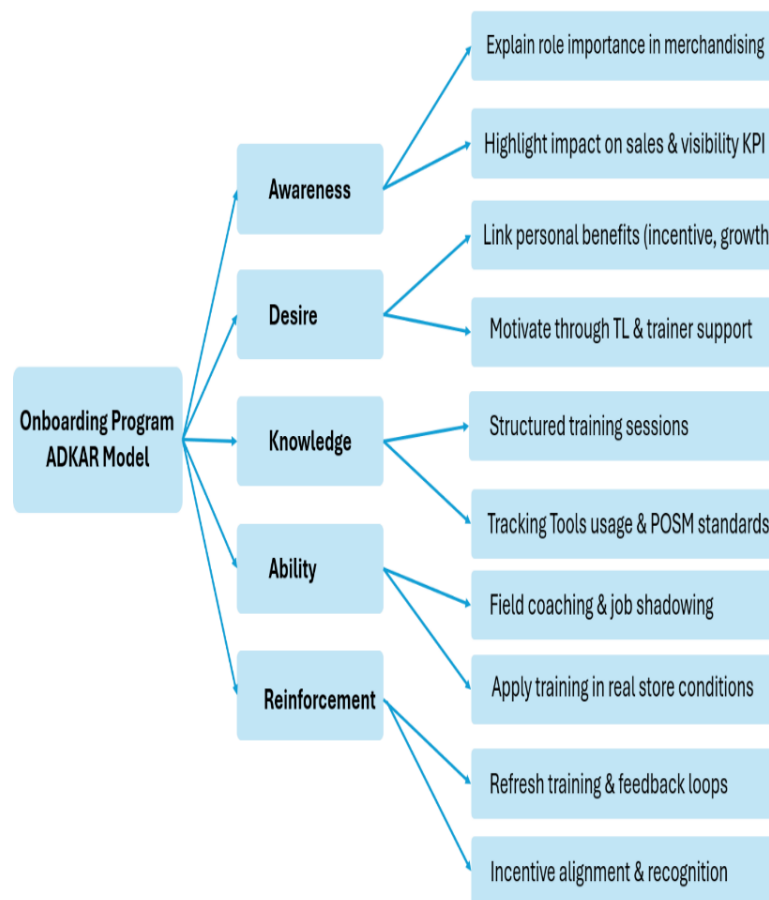 Onboarding Program
ADKAR Model
Awareness
Explain role importance in merchandising
Highlight impact on sales & visibility KPI
Desire
Link personal benefits (incentive, growth
Motivate through TL & trainer support
Knowledge
Structured training sessions
Tracking Tools usage & POSM standards
Ability
Field coaching & job shadowing
Apply training in real store conditions
Reinforcement
Refresh training & feedback loops
Incentive alignment & recognition